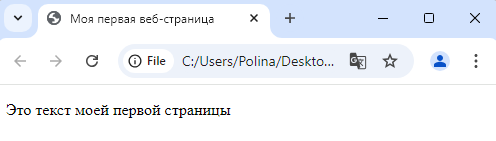 Моя первая веб-страница
File C:/Users/Polina/Deskto...
Это текст моей первой страницы